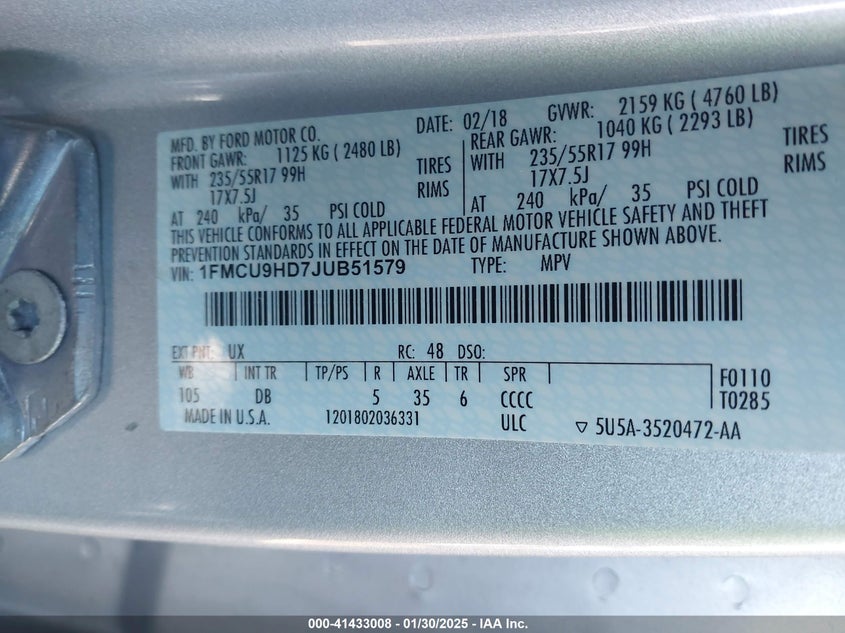 MFD. BY FORD MOTOR CO.
DATE: 02/18 GVWR: 2159 KG ( 4760 LB)
FRONT GAWR: 1125 KG ( 2480 LB)
REAR GAWR: 1040 KG ( 2293 LB)
WITH 235/55R17 99H TIRES
WITH 235/55R17 99H TIRES
17X7.5J RIMS
17X7.5J RIMS
AT 240 kPa/ 35 PSI COLD
AT 240 kPa/ 35 PSI COLD
THIS VEHICLE CONFORMS TO ALL APPLICABLE FEDERAL MOTOR VEHICLE SAFETY AND THEFT
PREVENTION STANDARDS IN EFFECT ON THE DATE OF MANUFACTURE SHOWN ABOVE.
VIN: 1FMCU9HD7JUB51579 TYPE: MPV
EXT PNT: UX RC: 48 DSO:
WB INT TR TP/PS R AXLE TR SPR
105 DB 5 35 6 CCCC
F0110
T0285
MADE IN U.S.A. 1201802036331 ULC
▽ 5U5A-3520472-AA
000-41433008 - 01/30/2025 - IAA Inc.